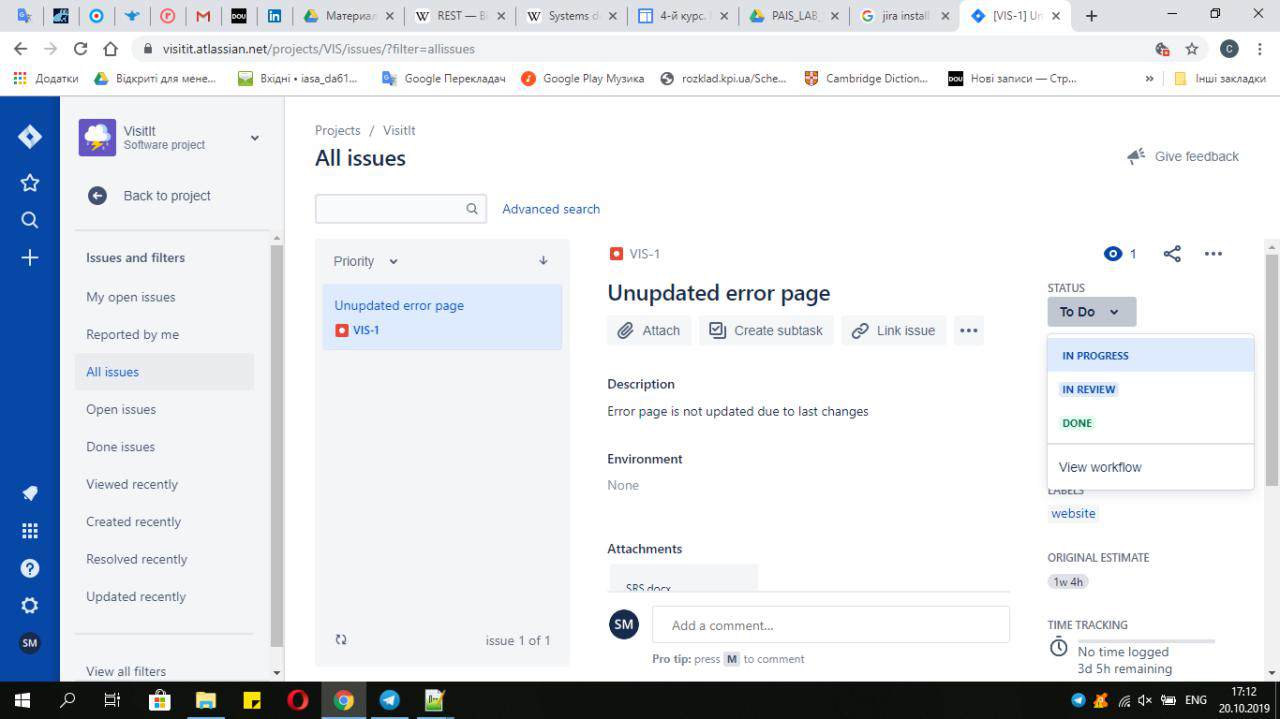 DOU
Материал
REST — Ві
Systems d
4-й курс. І
PAIS_LAB_
jira install
[VIS-1] Un
visitit.atlassian.net/projects/VIS/issues/?filter=allissues
C
Додатки
Відкриті для мене...
Вхідні • iasa_da61...
Google Перекладач
Google Play Музика
rozklad.kpi.ua/Sche...
Cambridge Diction...
DOU
Нові записи — Стр...
»
Інші закладки
VisitIt
Software project
Back to project
Issues and filters
My open issues
Reported by me
All issues
Open issues
Done issues
Viewed recently
Created recently
Resolved recently
Updated recently
View all filters
SM
Projects / VisitIt
All issues
Give feedback
Advanced search
Priority
Unupdated error page
VIS-1
issue 1 of 1
VIS-1
1
Unupdated error page
Attach
Create subtask
Link issue
Description
Error page is not updated due to last changes
Environment
None
Attachments
SRS.docx
SM
Add a comment...
Pro tip: press M to comment
STATUS
To Do
IN PROGRESS
IN REVIEW
DONE
View workflow
LABELS
website
ORIGINAL ESTIMATE
1w 4h
TIME TRACKING
No time logged
3d 5h remaining
ENG
17:12
20.10.2019